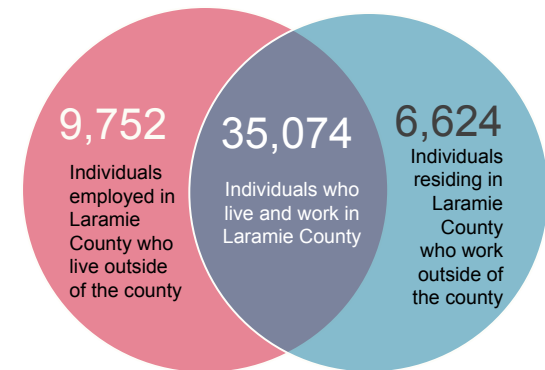 9,752
Individuals
employed in
Laramie
County who
live outside
of the county
35,074
Individuals who
live and work in
Laramie County
6,624
Individuals
residing in
Laramie
County
who work
outside of
the county